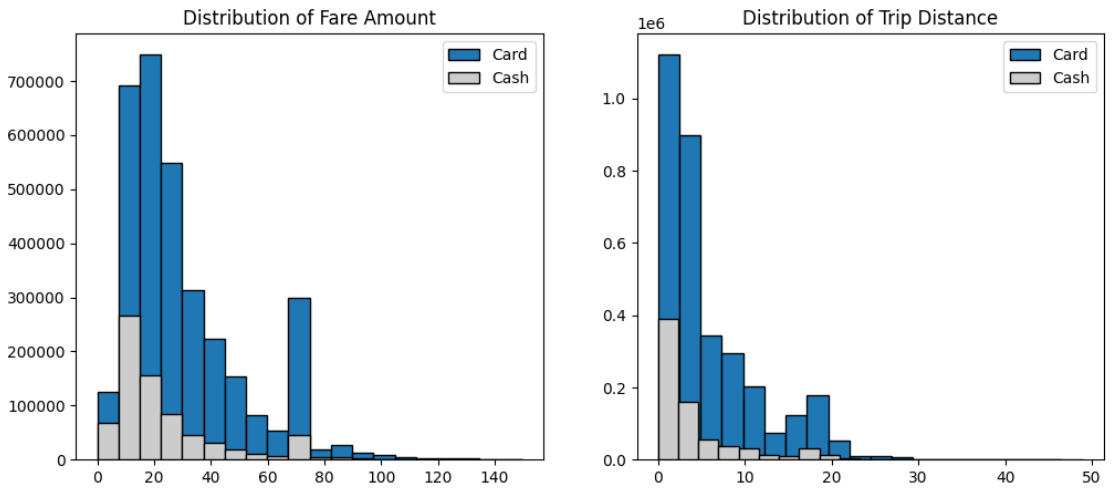 Distribution of Fare Amount
Card
Cash
700000
600000
500000
400000
300000
200000
100000
0
0 20 40 60 80 100 120 140
Distribution of Trip Distance
1e6
Card
Cash
1.0
0.8
0.6
0.4
0.2
0.0
0 10 20 30 40 50